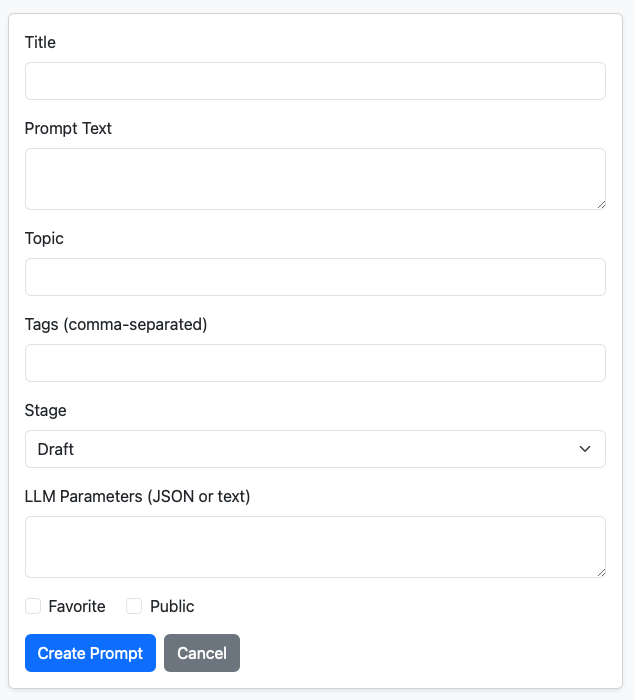 Title
Prompt Text
Topic
Tags (comma-separated)
Stage
Draft
LLM Parameters (JSON or text)
Favorite Public
Create Prompt Cancel